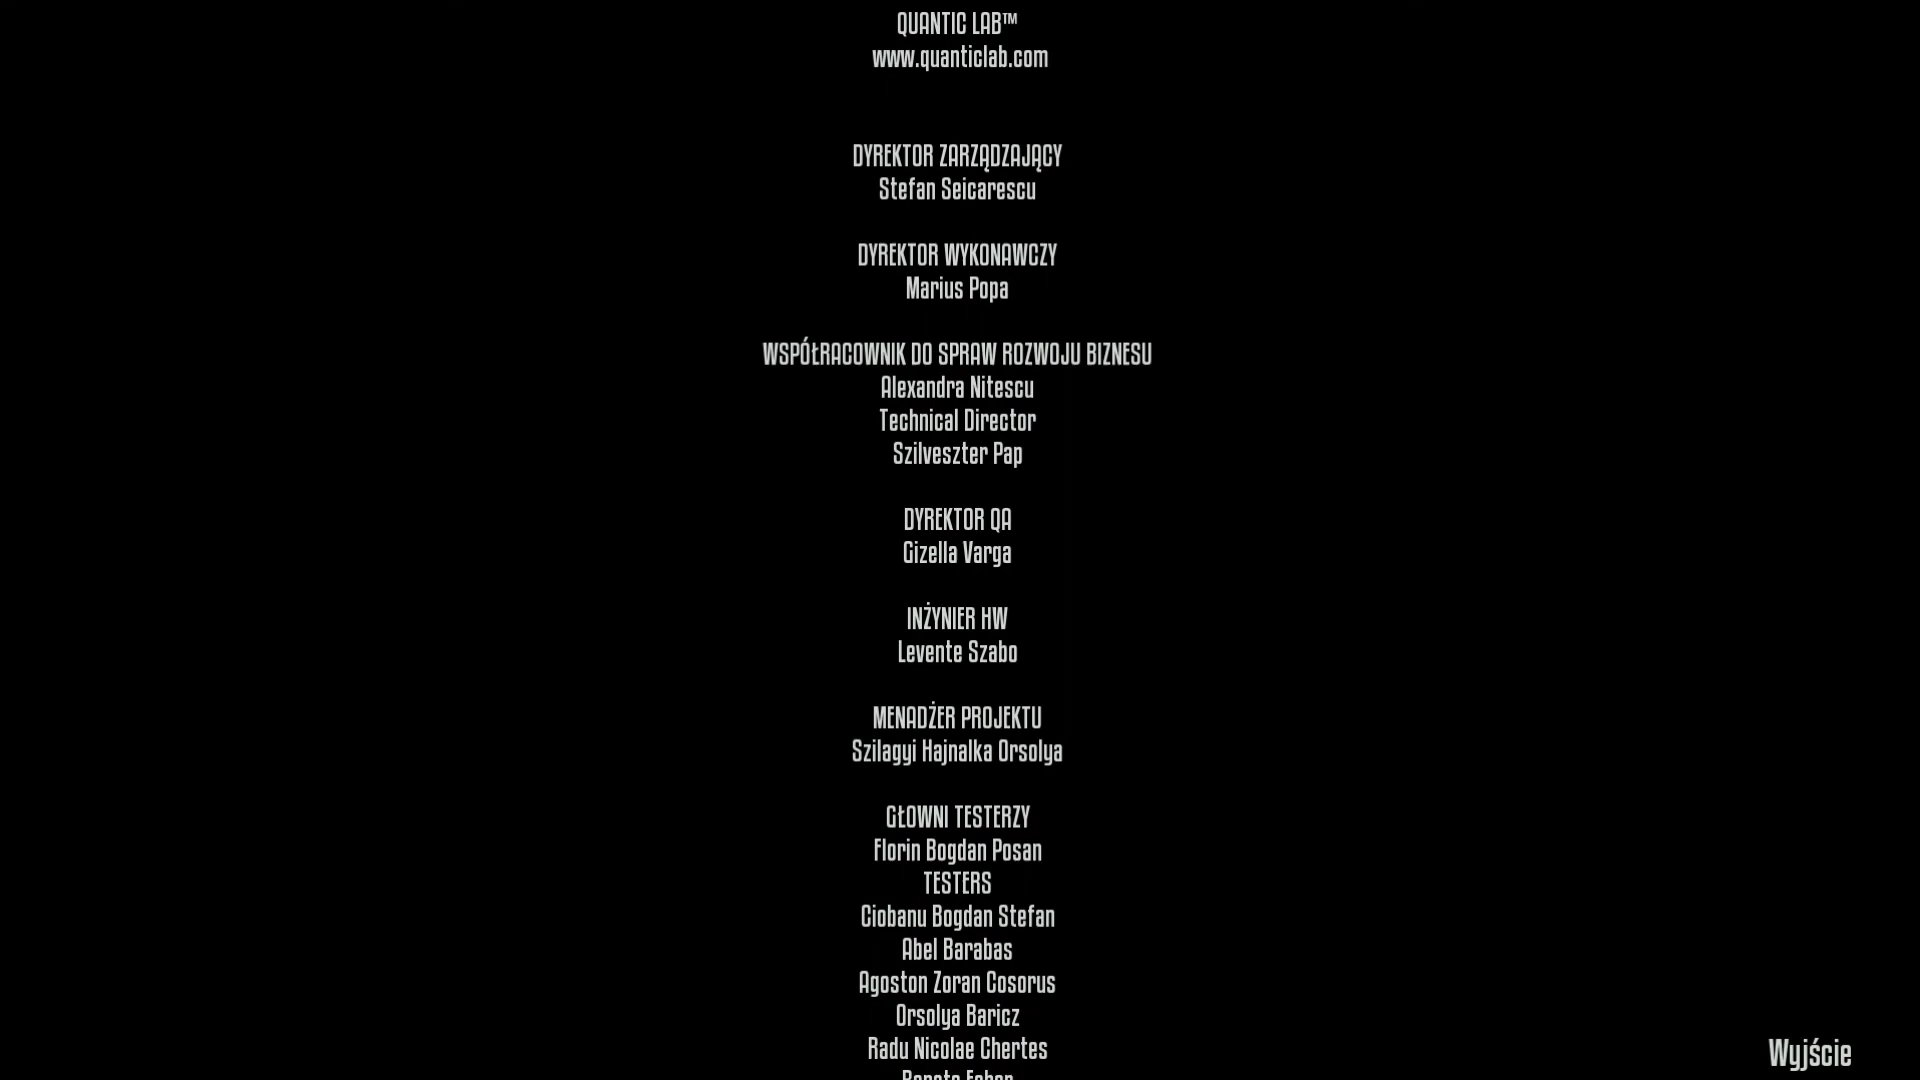 QUANTIC LAB™
www.quanticlab.com
DYREKTOR ZARZĄDZAJĄCY
Stefan Seicarescu
DYREKTOR WYKONAWCZY
Marius Popa
WSPÓŁRACOWNIK DO SPRAW ROZWOJU BIZNESU
Alexandra Nitescu
Technical Director
Szilveszter Pap
DYREKTOR QA
Gizella Varga
INŻYNIER HW
Levente Szabo
MENADŻER PROJEKTU
Szilagyi Hajnalka Orsolya
GŁOWNI TESTERZY
Florin Bogdan Posan
TESTERS
Ciobanu Bogdan Stefan
Abel Barabas
Agoston Zoran Cosorus
Orsolya Baricz
Radu Nicolae Chertes
Wyjście